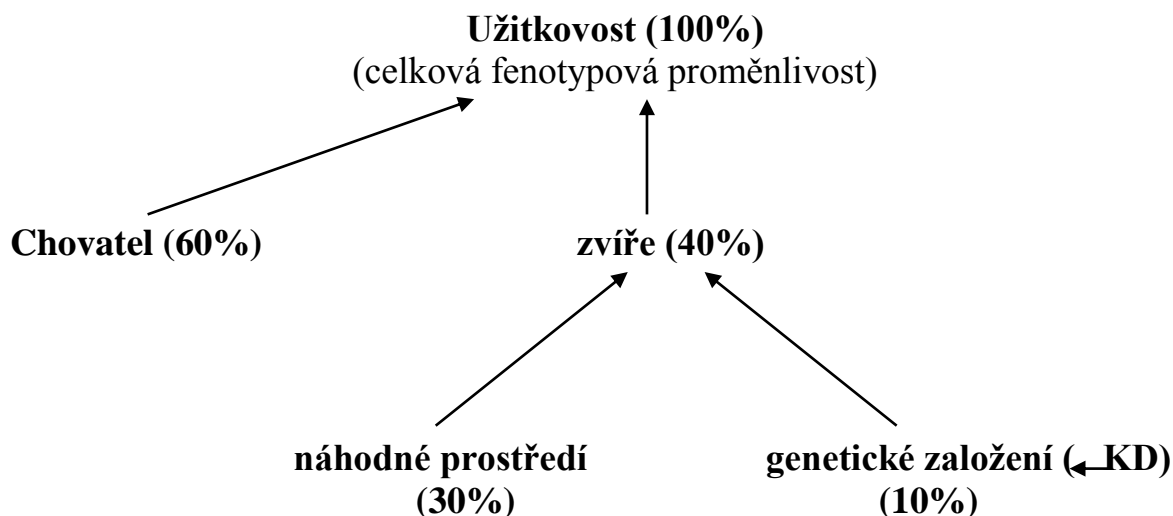 Užitkovost (100%)
(celková fenotypová proměnlivost)
Chovatel (60%) zvíře (40%)
náhodné prostředí genetické založení (←KD)
(30%) (10%)